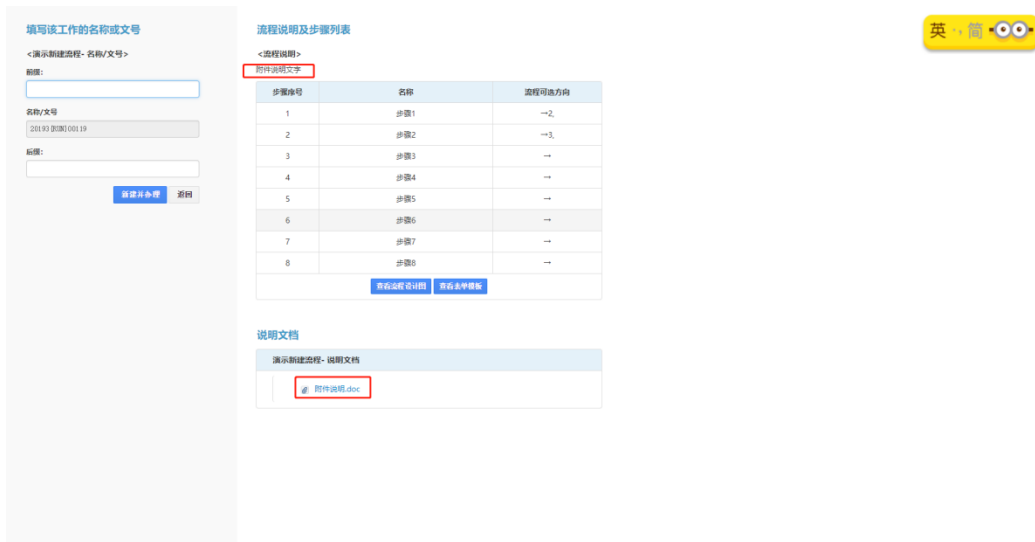 填写该工作的名称或文号
<演示新建流程- 名称/文号>
前缀：
名称/文号
后缀：
新建并办理 返回
流程说明及步骤列表
<流程说明>
附件说明文字
步骤序号 名称 流程可选方向
1 步骤1 →2,
2 步骤2 →3,
3 步骤3 →
4 步骤4 →
5 步骤5 →
6 步骤6 →
7 步骤7 →
8 步骤8 →
查看流程设计图 查看表单模板
说明文档
演示新建流程- 说明文档
附件说明.doc
英 ·, 简